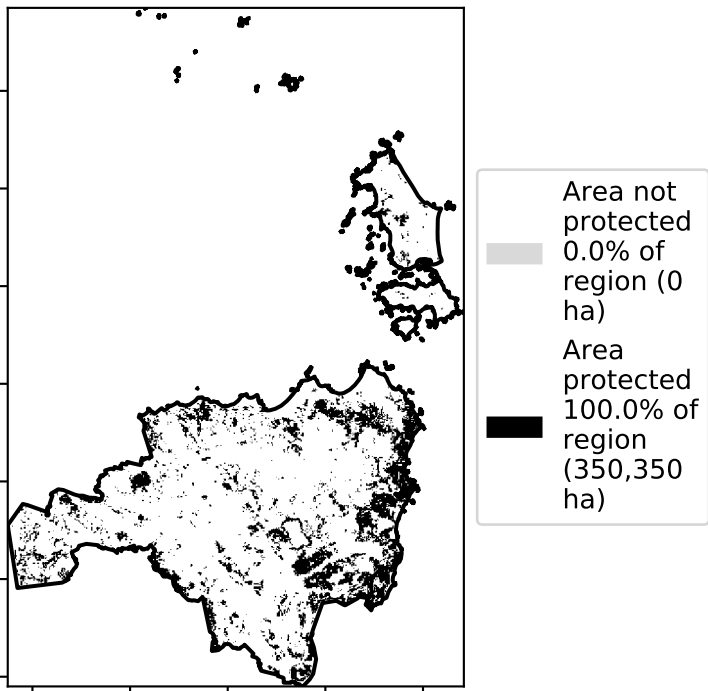 Area not
protected
0.0% of
region (0
ha)
Area
protected
100.0% of
region
(350,350
ha)